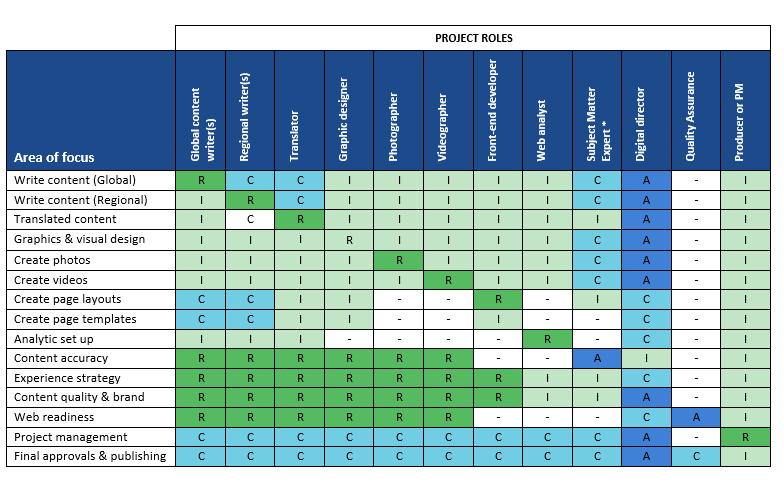 PROJECT ROLES
Area of focus
Global content
writer(s)
Regional writer(s)
Translator
Graphic designer
Photographer
Videographer
Front-end developer
Web analyst
Subject Matter
Expert *
Digital director
Quality Assurance
Producer or PM
Write content (Global) R C C I I I I I C A - I
Write content (Regional) I R C I I I I I C A - I
Translated content I C R I I I I I I A - I
Graphics & visual design I I I R I I I I C A - I
Create photos I I I I R I I I C A - I
Create videos I I I I I R I I C A - I
Create page layouts C C I I - - R - I C - I
Create page templates C C I I - - I - - C - I
Analytic set up I I I - - - - R - C - I
Content accuracy R R R R R R - - A I - I
Experience strategy R R R R R R R I I C - I
Content quality & brand R R R R R R R I I A - I
Web readiness R R R R R R - - - C A I
Project management C C C C C C C C C A - R
Final approvals & publishing C C C C C C C C C A C I